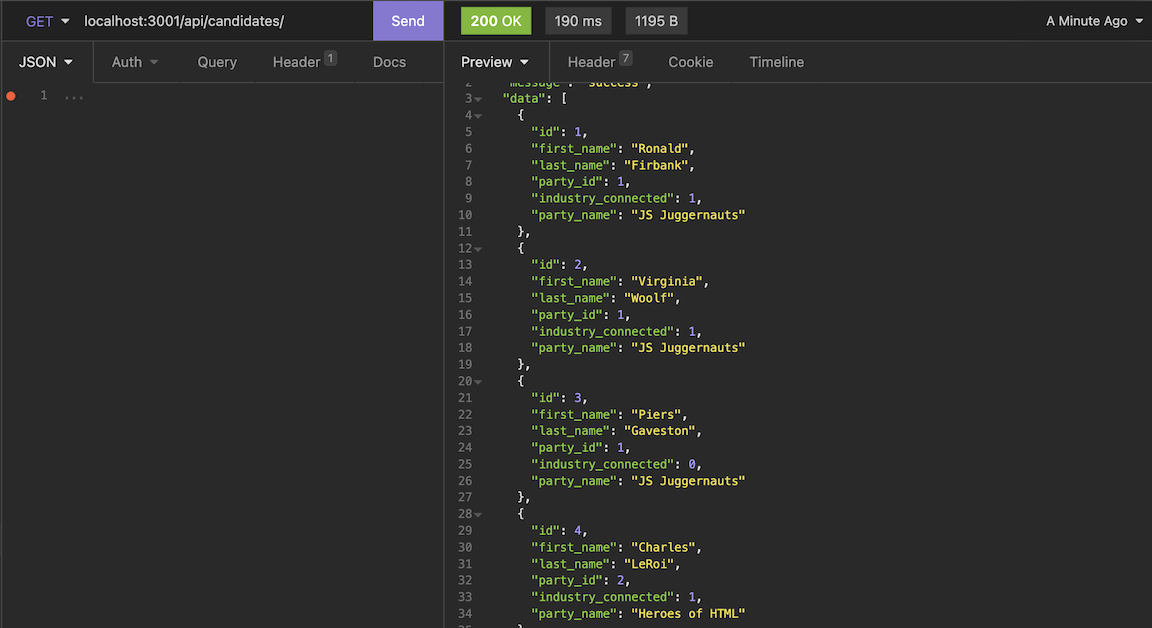 GET localhost:3001/api/candidates/ Send 200 OK 190 ms 1195 B A Minute Ago
JSON Auth Query Header 1 Docs Preview Header 7 Cookie Timeline
1 ...
2 "message": "success",
3 "data": [
4 {
5 "id": 1,
6 "first_name": "Ronald",
7 "last_name": "Firbank",
8 "party_id": 1,
9 "industry_connected": 1,
10 "party_name": "JS Juggernauts"
11 },
12 {
13 "id": 2,
14 "first_name": "Virginia",
15 "last_name": "Woolf",
16 "party_id": 1,
17 "industry_connected": 1,
18 "party_name": "JS Juggernauts"
19 },
20 {
21 "id": 3,
22 "first_name": "Piers",
23 "last_name": "Gaveston",
24 "party_id": 1,
25 "industry_connected": 0,
26 "party_name": "JS Juggernauts"
27 },
28 {
29 "id": 4,
30 "first_name": "Charles",
31 "last_name": "LeRoi",
32 "party_id": 2,
33 "industry_connected": 1,
34 "party_name": "Heroes of HTML"
35 }